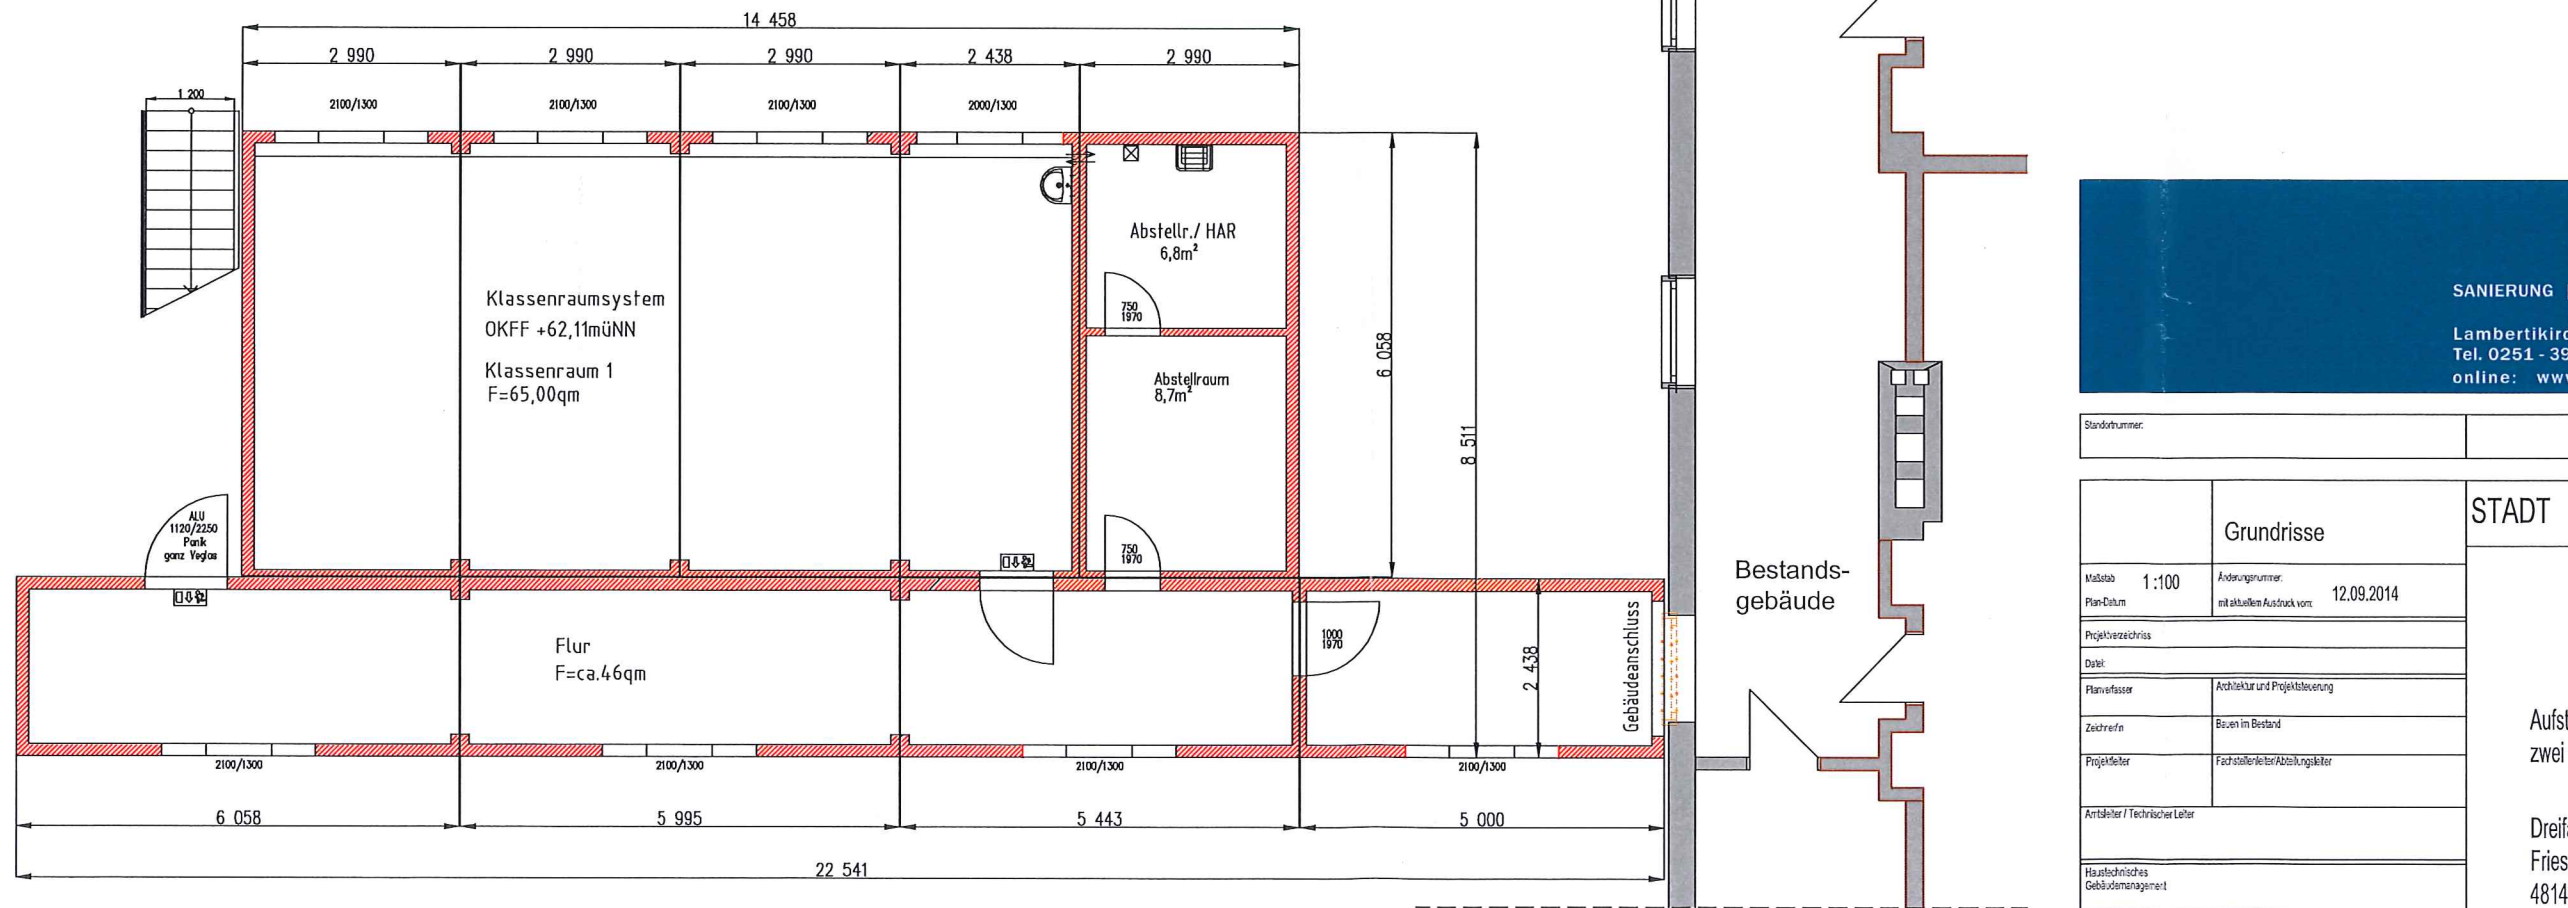 14 458
2 990
2 990
2 990
2 438
2 990
1 200
2100/1300
2100/1300
2100/1300
2000/1300
Abstellr./ HAR
6,8m²
750
1970
Klassenraumsystem
OKFF +62,11müNN
Klassenraum 1
F=65,00qm
Abstellraum
8,7m²
6 058
8 511
ALU
1120/2250
Panik
ganz Veglas
750
1970
Flur
F=ca.46qm
1000
1970
2 438
Gebäudeanschluss
Bestands-
gebäude
2100/1300
2100/1300
2100/1300
2100/1300
6 058
5 995
5 443
5 000
22 541
SANIERUNG
Lambertikirc
Tel. 0251 - 39
online: www
Standortnummer:
Grundrisse
STADT
Maßstab
1:100
Plan-Datum
Änderungsnummer:
mit aktuellem Ausdruck vom:
12.09.2014
Projektverzeichniss
Datei:
Planverfasser
Architektur und Projektsteuerung
Zeichner/in
Bauen im Bestand
Projektleiter
Fachstellenleiter/Abteilungsleiter
Amtsleiter / Technischer Leiter
Haustechnisches
Gebäudemanagement
Aufst
zwei
Dreifa
Fries
4814